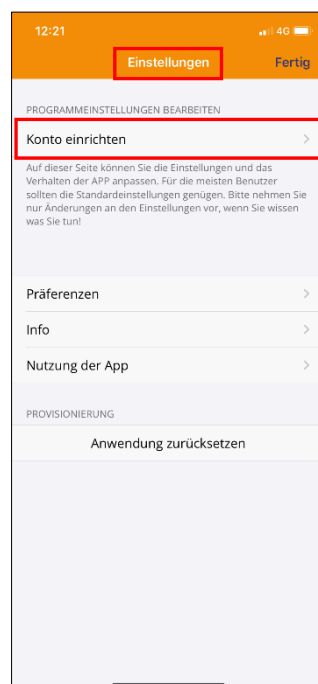 12:21
4G
Einstellungen
Fertig
PROGRAMMEINSTELLUNGEN BEARBEITEN
Konto einrichten
Auf dieser Seite können Sie die Einstellungen und das
Verhalten der APP anpassen. Für die meisten Benutzer
sollten die Standardeinstellungen genügen. Bitte nehmen Sie
nur Änderungen an den Einstellungen vor, wenn Sie wissen
was Sie tun!
Präferenzen
Info
Nutzung der App
PROVISIONIERUNG
Anwendung zurücksetzen